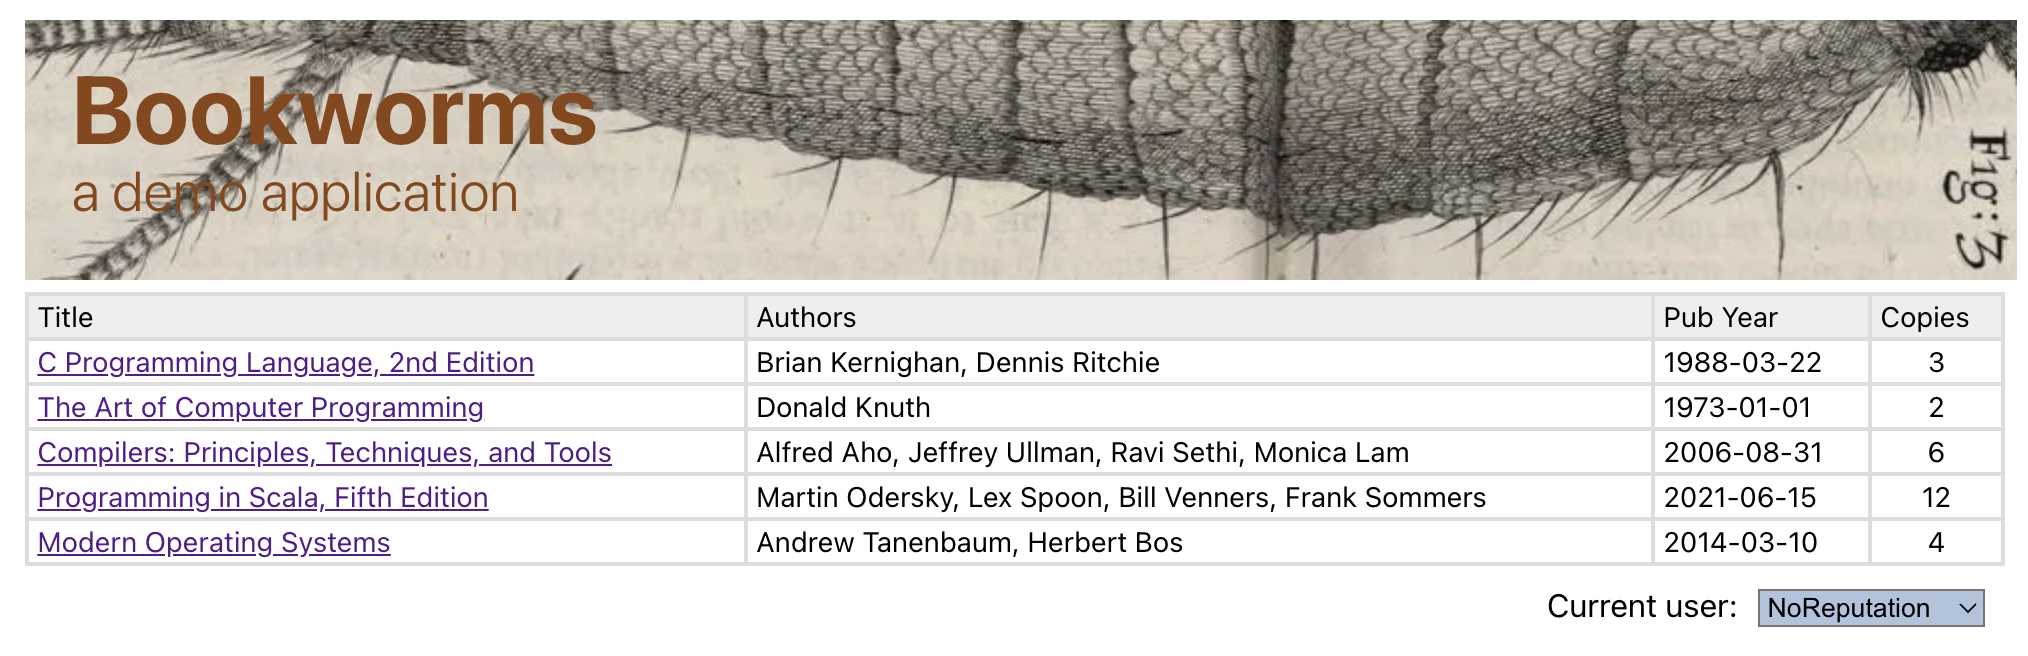 Bookworms
a demo application
Fig: 3
Title Authors Pub Year Copies
C Programming Language, 2nd Edition Brian Kernighan, Dennis Ritchie 1988-03-22 3
The Art of Computer Programming Donald Knuth 1973-01-01 2
Compilers: Principles, Techniques, and Tools Alfred Aho, Jeffrey Ullman, Ravi Sethi, Monica Lam 2006-08-31 6
Programming in Scala, Fifth Edition Martin Odersky, Lex Spoon, Bill Venners, Frank Sommers 2021-06-15 12
Modern Operating Systems Andrew Tanenbaum, Herbert Bos 2014-03-10 4
Current user: NoReputation